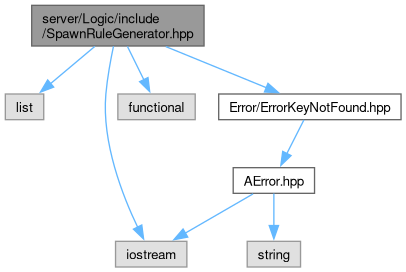 server/Logic/include
/SpawnRuleGenerator.hpp
list
functional
Error/ErrorKeyNotFound.hpp
AError.hpp
iostream
string